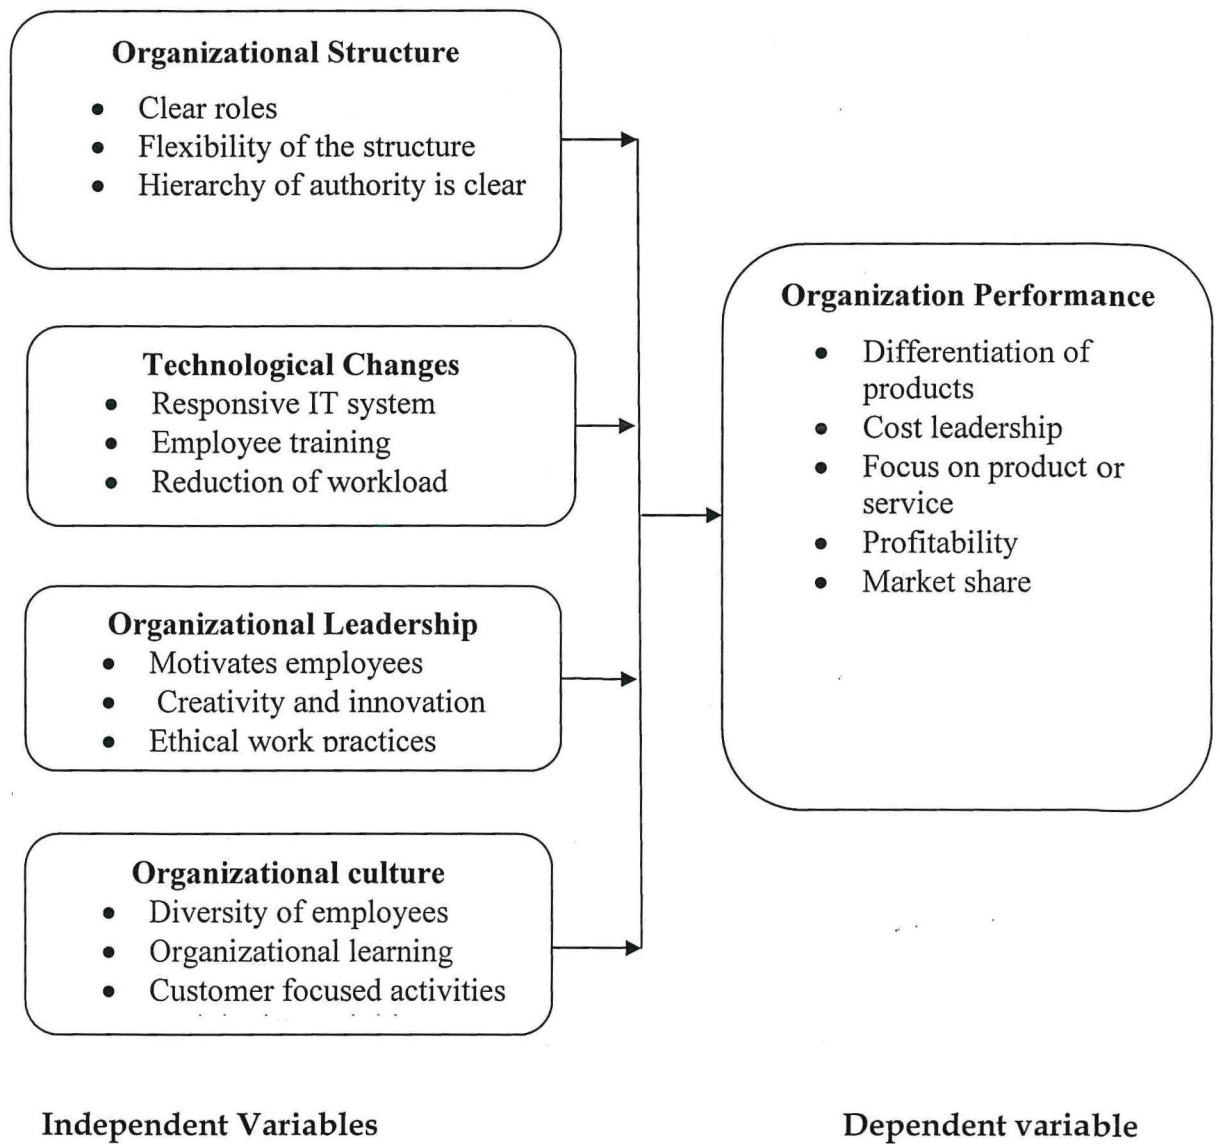 Organizational Structure
• Clear roles
• Flexibility of the structure
• Hierarchy of authority is clear
Technological Changes
• Responsive IT system
• Employee training
• Reduction of workload
Organizational Leadership
• Motivates employees
• Creativity and innovation
• Ethical work practices
Organizational culture
• Diversity of employees
• Organizational learning
• Customer focused activities
Organization Performance
• Differentiation of
products
• Cost leadership
• Focus on product or
service
• Profitability
• Market share
Independent Variables
Dependent variable